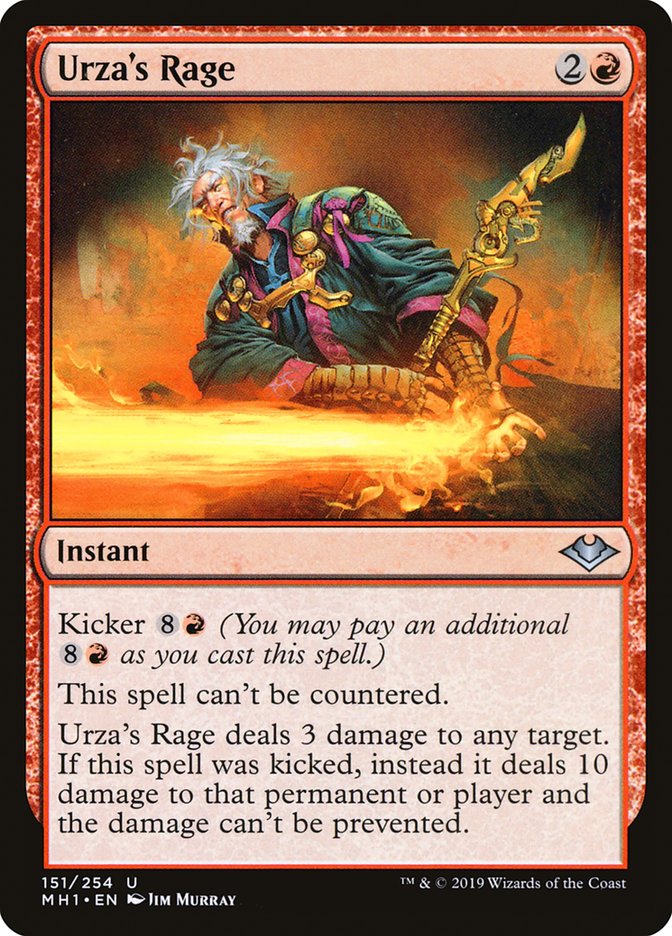 Urza's Rage 2
Instant
Kicker 8 (You may pay an additional
8 as you cast this spell.)
This spell can't be countered.
Urza's Rage deals 3 damage to any target.
If this spell was kicked, instead it deals 10
damage to that permanent or player and
the damage can't be prevented.
151/254 U
MH1•EN Jim Murray
™ & © 2019 Wizards of the Coast